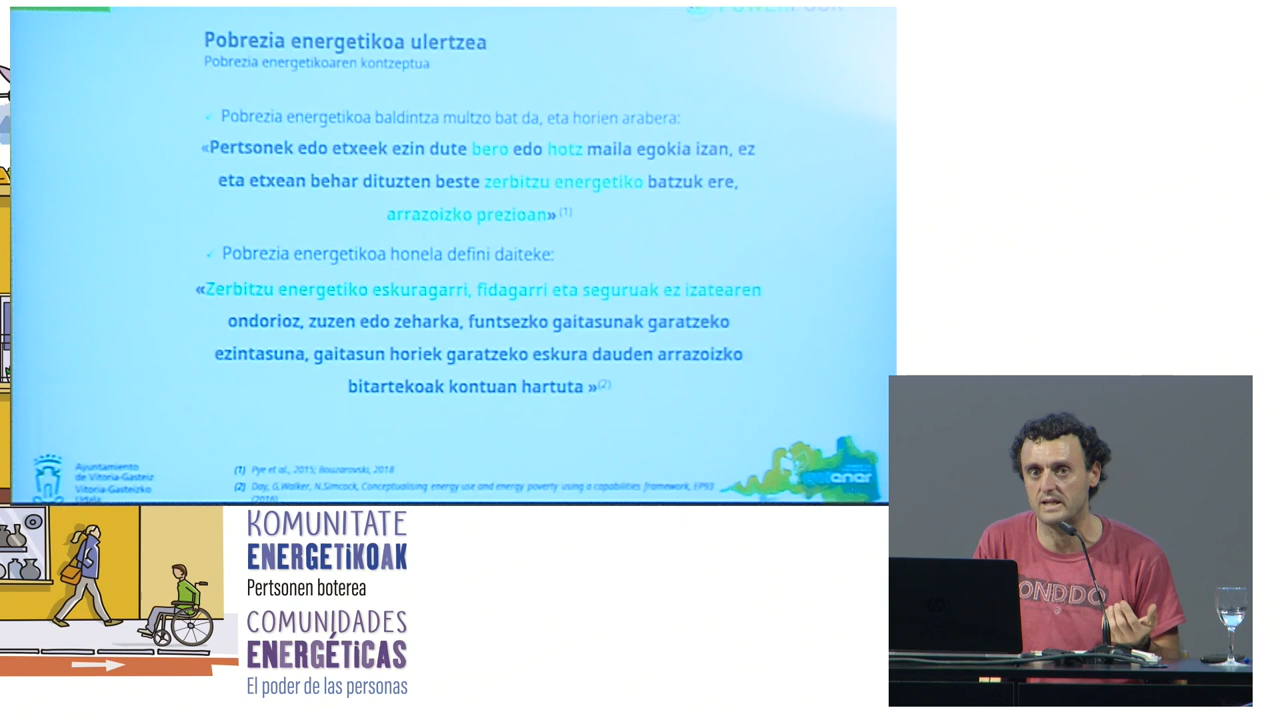 Pobrezia energetikoa ulertzea
Pobrezia energetikoaren kontzeptua
✓ Pobrezia energetikoa baldintza multzo bat da, eta horien arabera:
«Pertsonek edo etxeek ezin dute bero edo hotz maila egokia izan, ez
eta etxean behar dituzten beste zerbitzu energetiko batzuk ere,
arrazoizko prezioan» (1)
✓ Pobrezia energetikoa honela defini daiteke:
«Zerbitzu energetiko eskuragarri, fidagarri eta seguruak ez izatearen
ondorioz, zuzen edo zeharka, funtsezko gaitasunak garatzeko
ezintasuna, gaitasun horiek garatzeko eskura dauden arrazoizko
bitartekoak kontuan hartuta »(2)
Ayuntamiento
de Vitoria-Gasteiz
Vitoria-Gasteizko
Udala
(1) Pye et al., 2015; Bouzarovski, 2018
(2) Day, G.Walker, N.Simcock, Conceptualising energy use and energy poverty using a capabilities framework, EP93
(2016)
KOMUNITATE
ENERGETIKOAK
Pertsonen boterea
COMUNIDADES
ENERGÉTICAS
El poder de las personas
ONDDO
hp